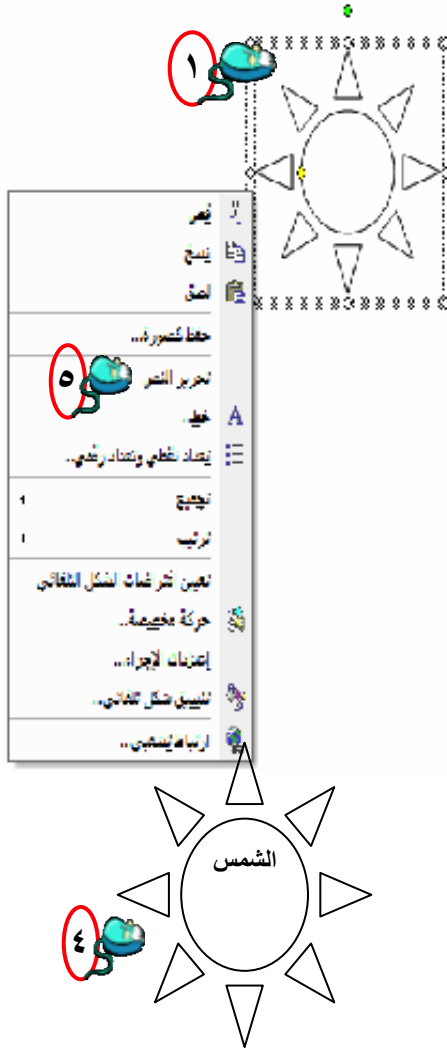 ١
قص
نسخ
لصق
حفظ كصورة...
٥
تحرير النص
خط...
تعداد نقطي وتعداد رقمي...
تجميع
ترتيب
تعيين افتراضات الشكل التلقائي
حركة مخصصة...
إعدادات الإجراء...
تنسيق شكل تلقائي...
ارتباط تشعبي...
الشمس
٤